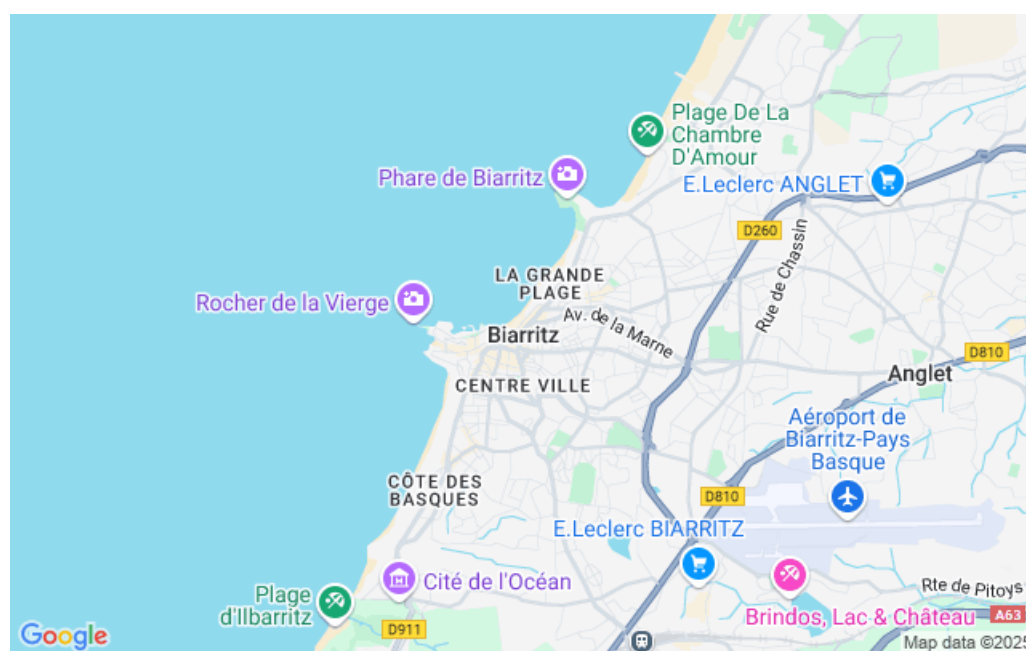 Plage De La
Chambre
D'Amour
Phare de Biarritz
E.Leclerc ANGLET
D260
Rue de Chassin
LA GRANDE
PLAGE
Rocher de la Vierge
Av. de la Marne
Biarritz
D810
Anglet
CENTRE VILLE
Aéroport de
Biarritz-Pays
Basque
CÔTE DES
BASQUES
D810
E.Leclerc BIARRITZ
Cité de l'Océan
Plage
d'Ilbarritz
Rte de Pitoys
Brindos, Lac & Château
A63
D911
Google
Map data ©2025